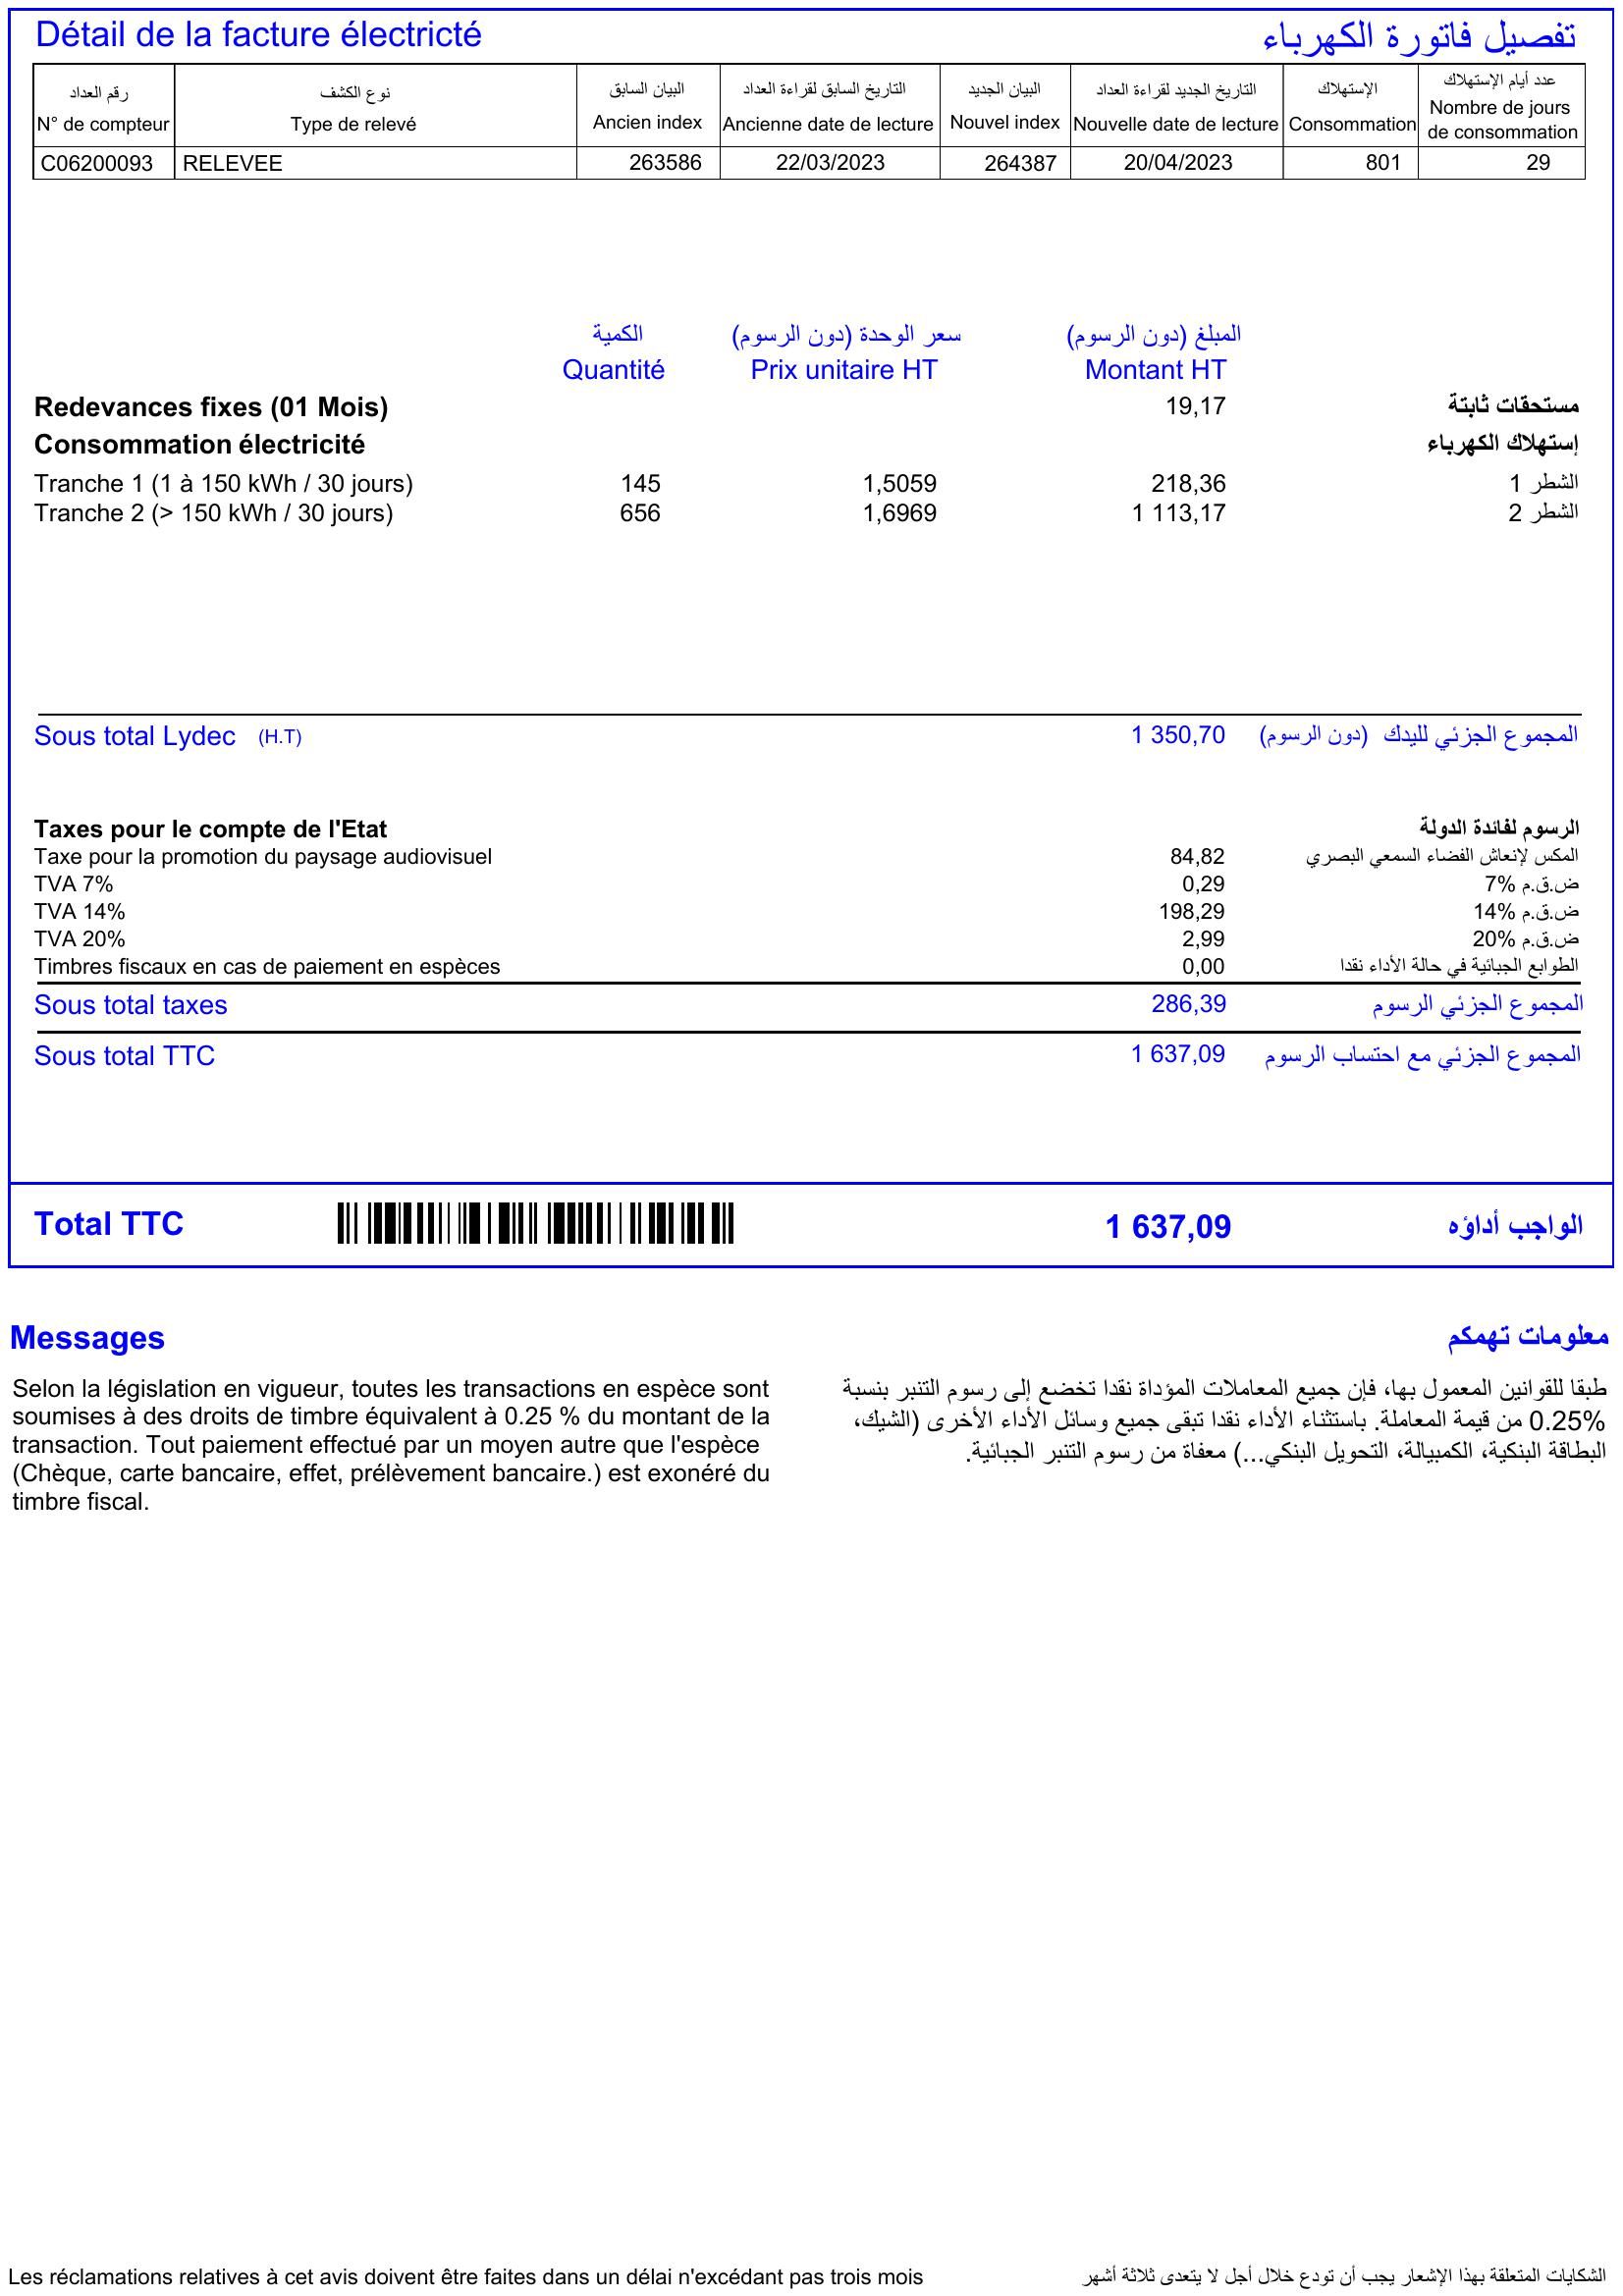 Détail de la facture électricté تفصيل فاتورة الكهرباء
رقم العداد نوع الكشف البيان السابق التاريخ السابق لقراءة العداد البيان الجديد التاريخ الجديد لقراءة العداد الإستهلاك عدد أيام الإستهلاك
N° de compteur Type de relevé Ancien index Ancienne date de lecture Nouvel index Nouvelle date de lecture Consommation Nombre de jours
de consommation
C06200093 RELEVEE 263586 22/03/2023 264387 20/04/2023 801 29
الكمية سعر الوحدة (دون الرسوم) المبلغ (دون الرسوم)
Quantité Prix unitaire HT Montant HT
Redevances fixes (01 Mois) 19,17 مستحقات ثابتة
Consommation électricité إستهلاك الكهرباء
Tranche 1 (1 à 150 kWh / 30 jours) 145 1,5059 218,36 الشطر 1
Tranche 2 (> 150 kWh / 30 jours) 656 1,6969 1 113,17 الشطر 2
Sous total Lydec (H.T) 1 350,70 المجموع الجزئي لليدك (دون الرسوم)
Taxes pour le compte de l'Etat الرسوم لفائدة الدولة
Taxe pour la promotion du paysage audiovisuel 84,82 المكس لإنعاش الفضاء السمعي البصري
TVA 7% 0,29 ض.ق.م 7%
TVA 14% 198,29 ض.ق.م 14%
TVA 20% 2,99 ض.ق.م 20%
Timbres fiscaux en cas de paiement en espèces 0,00 الطوابع الجبائية في حالة الأداء نقدا
Sous total taxes 286,39 المجموع الجزئي الرسوم
Sous total TTC 1 637,09 المجموع الجزئي مع احتساب الرسوم
Total TTC 1 637,09 الواجب أداؤه
Messages معلومات تهمكم
Selon la législation en vigueur, toutes les transactions en espèce sont
soumises à des droits de timbre équivalent à 0.25 % du montant de la
transaction. Tout paiement effectué par un moyen autre que l'espèce
(Chèque, carte bancaire, effet, prélèvement bancaire.) est exonéré du
timbre fiscal.
طبقا للقوانين المعمول بها، فإن جميع المعاملات المؤداة نقدا تخضع إلى رسوم التنبر بنسبة
0.25% من قيمة المعاملة. باستثناء الأداء نقدا تبقى جميع وسائل الأداء الأخرى (الشيك،
البطاقة البنكية، الكمبيالة، التحويل البنكي...) معفاة من رسوم التنبر الجبائية.
Les réclamations relatives à cet avis doivent être faites dans un délai n'excédant pas trois mois الشكايات المتعلقة بهذا الإشعار يجب أن تودع خلال أجل لا يتعدى ثلاثة أشهر